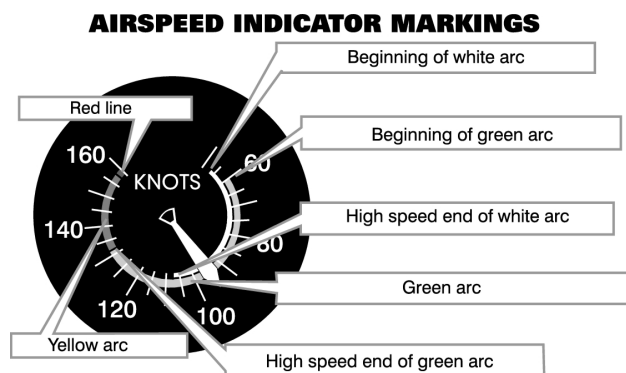 AIRSPEED INDICATOR MARKINGS
Beginning of white arc
Red line
Beginning of green arc
160
60
KNOTS
High speed end of white arc
140
80
Green arc
120
100
Yellow arc
High speed end of green arc